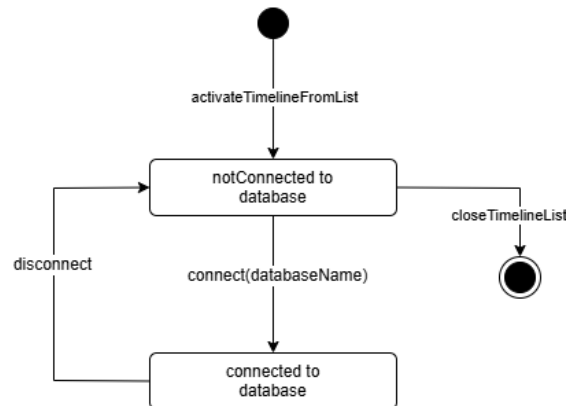 activateTimelineFromList
notConnected to
database
closeTimelineList
disconnect
connect(databaseName)
connected to
database